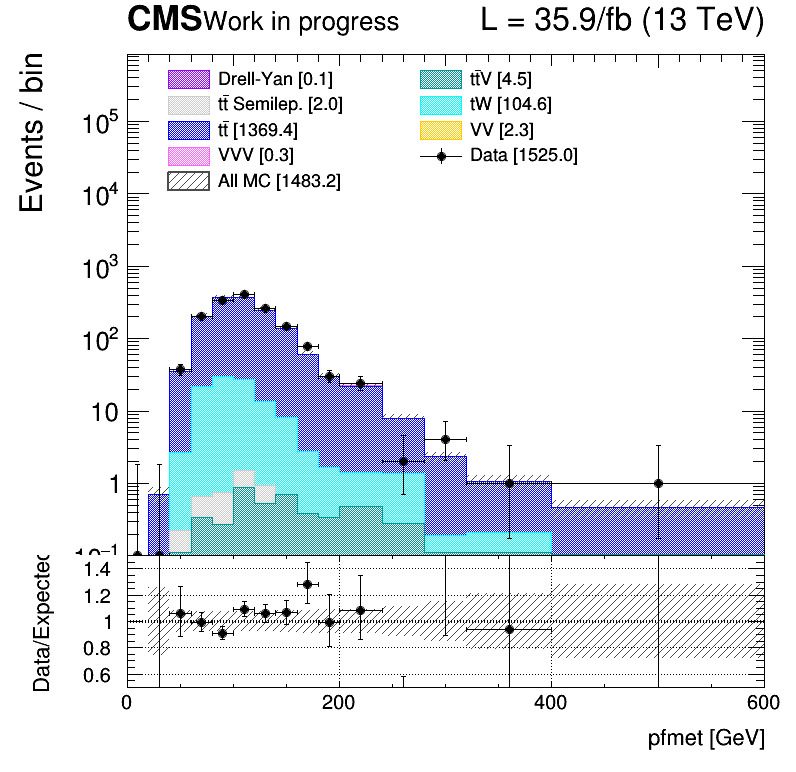 CMS Work in progress L = 35.9/fb (13 TeV)
Events / bin
Drell-Yan [0.1]
tt̄ Semilep. [2.0]
tt̄ [1369.4]
VVV [0.3]
All MC [1483.2]
tt̄V [4.5]
tW [104.6]
VV [2.3]
Data [1525.0]
10⁵
10⁴
10³
10²
10
1
10⁻¹
Data/Expected
1.4
1.2
1
0.8
0.6
0 200 400 600
pfmet [GeV]